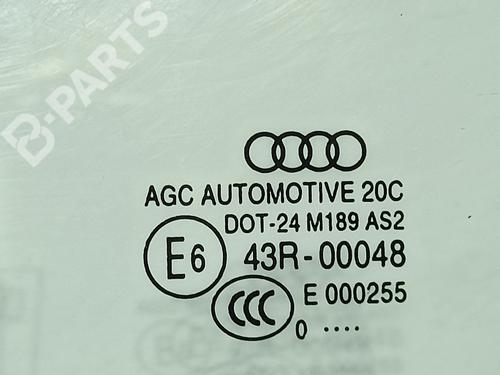 B-PARTS
AGC AUTOMOTIVE 20C
DOT-24 M189 AS2
E6 43R-00048
CCC E 000255
0 ....